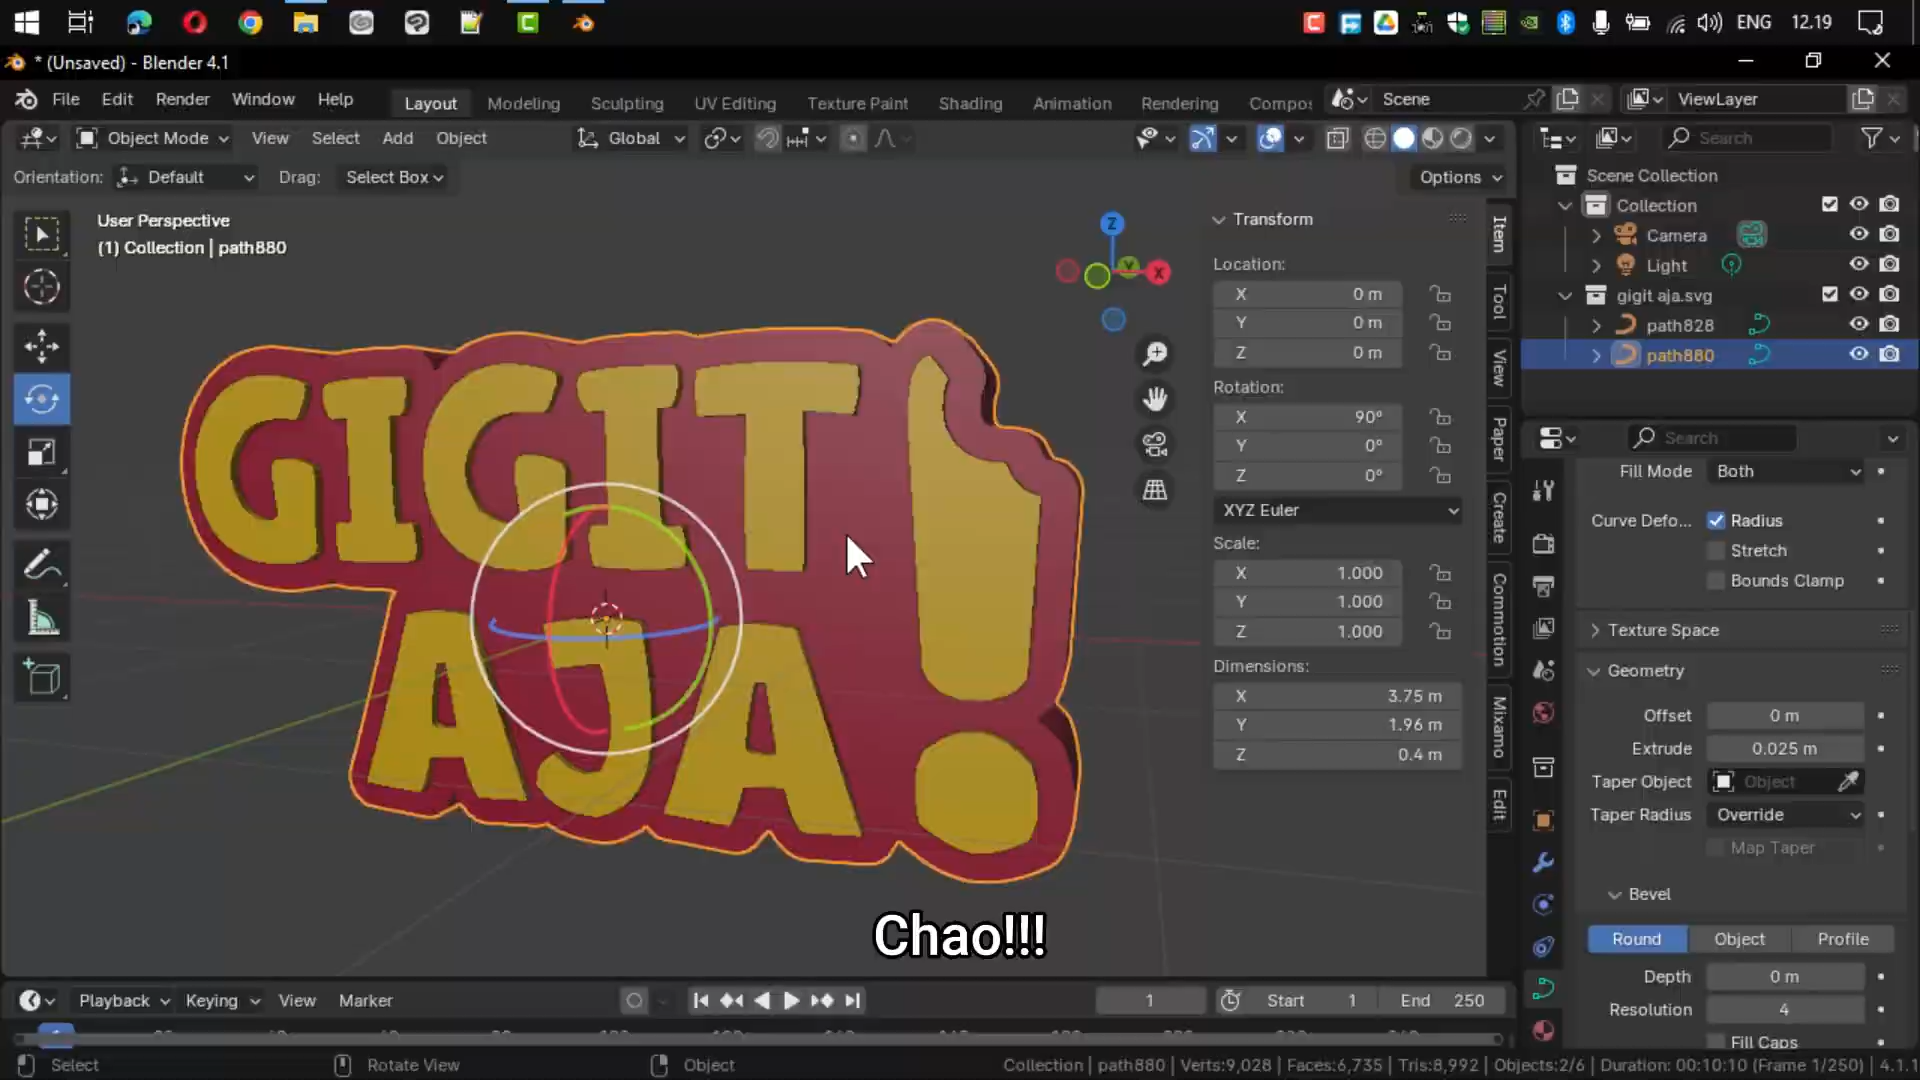 ENG
12.19
* (Unsaved) - Blender 4.1
File
Edit
Render
Window
Help
Layout
Modeling
Sculpting
UV Editing
Texture Paint
Shading
Animation
Rendering
Compos
Scene
ViewLayer
Object Mode
View
Select
Add
Object
Global
Search
Orientation:
Default
Drag:
Select Box
Options
User Perspective
(1) Collection | path880
Z
Y
X
Transform
Location:
X 0 m
Y 0 m
Z 0 m
Rotation:
X 90°
Y 0°
Z 0°
XYZ Euler
Scale:
X 1.000
Y 1.000
Z 1.000
Dimensions:
X 3.75 m
Y 1.96 m
Z 0.4 m
Item
Tool
View
Paper
Create
Commotion
Mixamo
Edit
Scene Collection
Collection
Camera
Light
gigit aja.svg
path828
path880
Search
Fill Mode Both
Curve Defo... Radius
Stretch
Bounds Clamp
Texture Space
Geometry
Offset 0 m
Extrude 0.025 m
Taper Object Object
Taper Radius Override
Map Taper
Bevel
Round
Object
Profile
Depth 0 m
Resolution 4
Fill Caps
GIGIT
AJA!
Chao!!!
Playback
Keying
View
Marker
1
Start 1
End 250
Select
Rotate View
Object
Collection | path880 | Verts:9,028 | Faces:6,735 | Tris:8,992 | Objects:2/6 | Duration: 00:10:10 (Frame 1/250) | 4.1.1